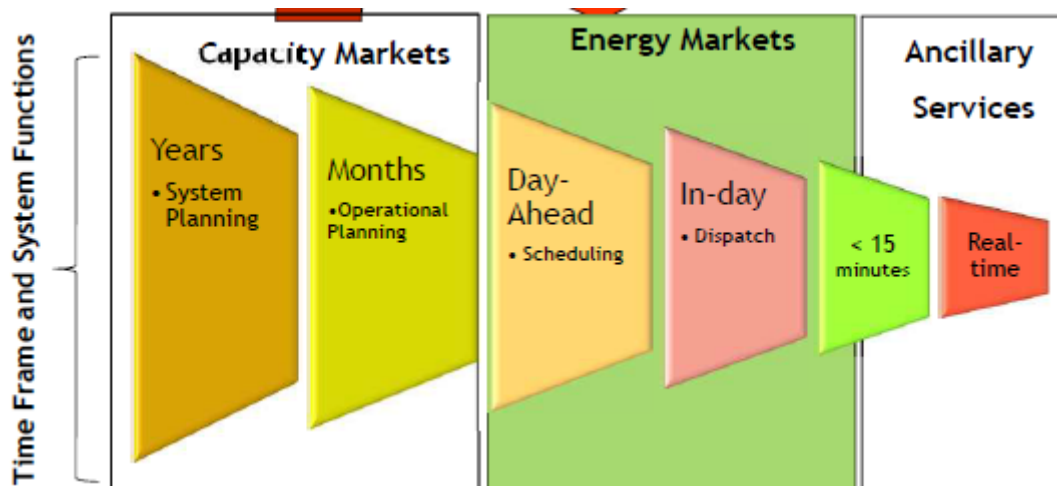 Time Frame and System Functions
Capacity Markets
Energy Markets
Ancillary
Services
Years
• System
Planning
Months
•Operational
Planning
Day-
Ahead
• Scheduling
In-day
• Dispatch
< 15
minutes
Real-
time